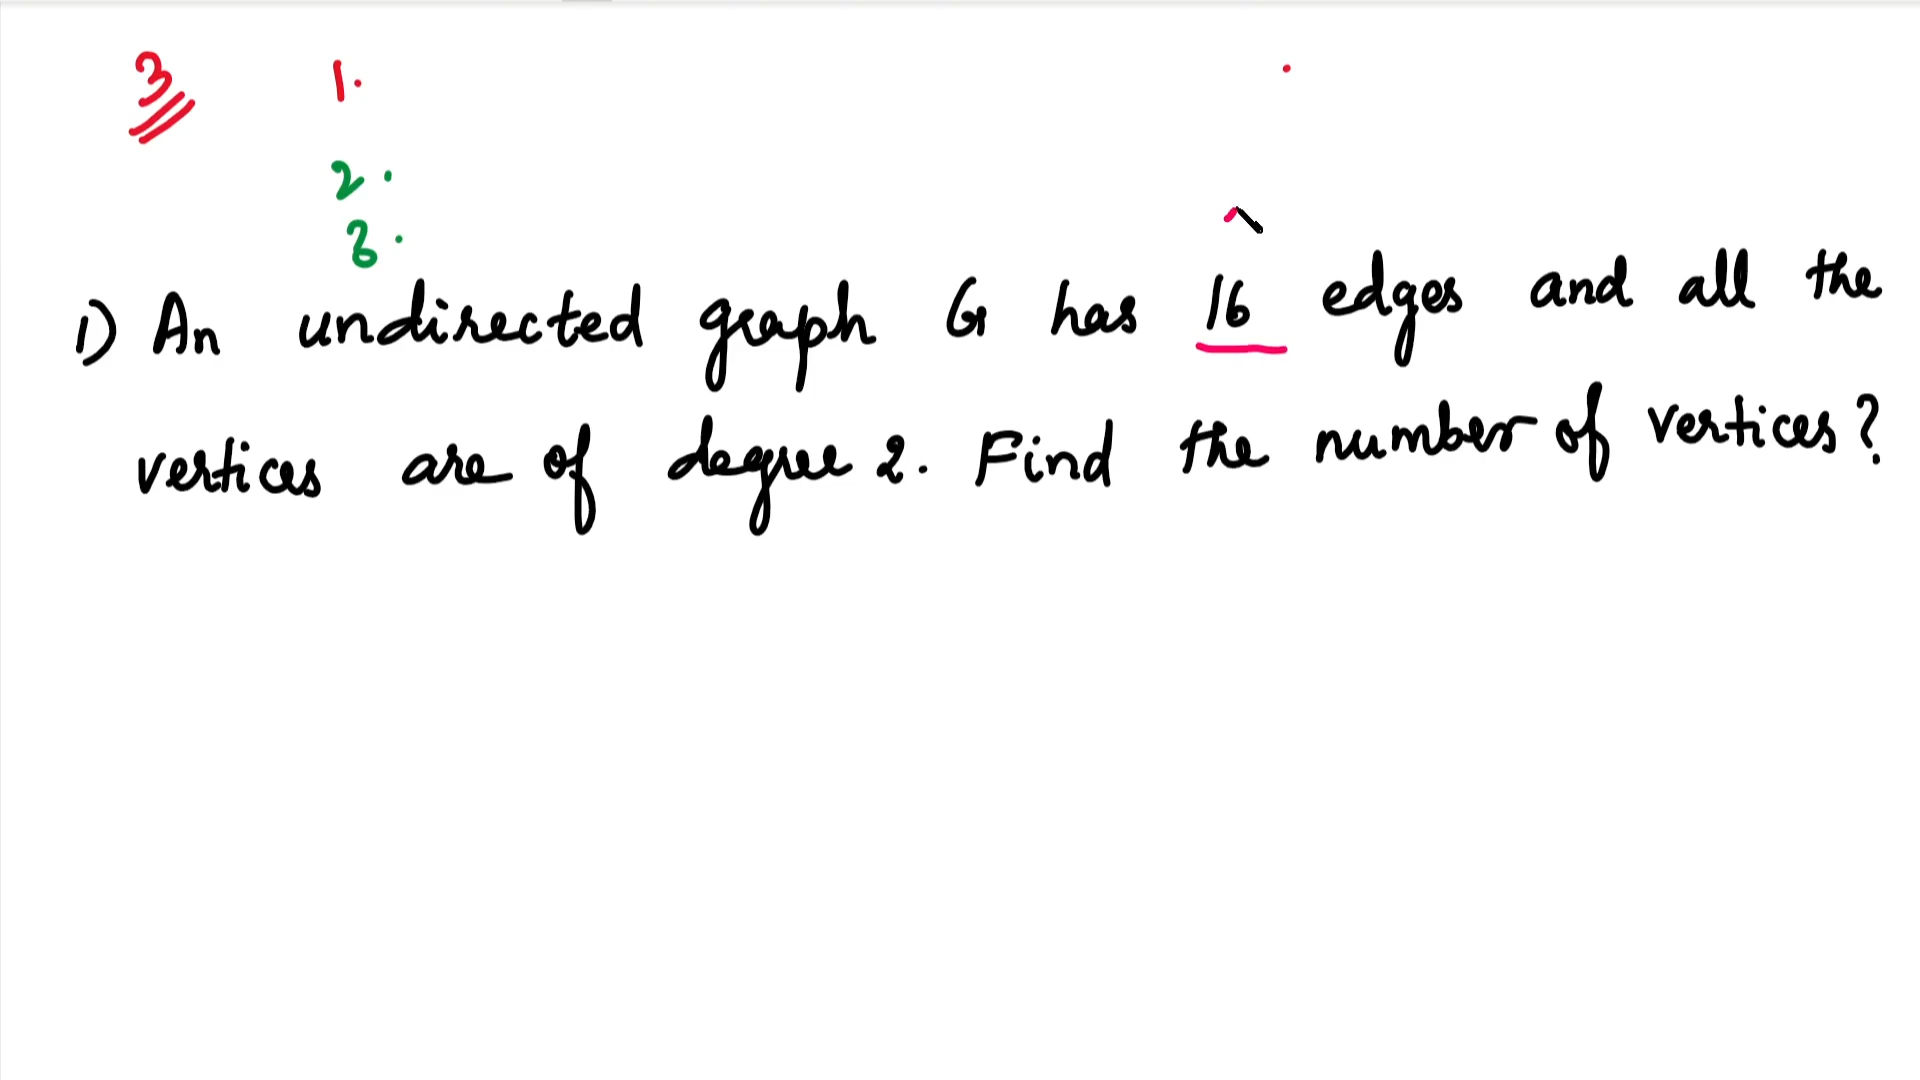 3
1.
2.
3.
1) An undirected graph G has 16 edges and all the
vertices are of degree 2. Find the number of vertices?